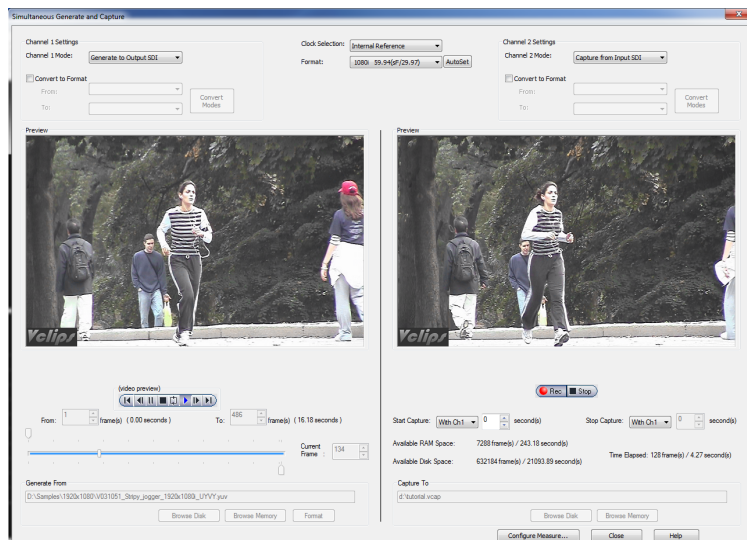 Simultaneous Generate and Capture
Channel 1 Settings
Channel 1 Mode: Generate to Output SDI
Convert to Format
From:
To:
Convert Modes
Clock Selection: Internal Reference
Format: 1080i 59.94(sF/29.97) AutoSet
Channel 2 Settings
Channel 2 Mode: Capture from Input SDI
Convert to Format
From:
To:
Convert Modes
Preview
Vclips
Preview
Vclips
(video preview)
From: 1 frame(s) ( 0.00 seconds ) To: 486 frame(s) ( 16.18 seconds )
Current Frame : 134
Generate From
D:\Samples\1920x1080\V031051_Stripy_jogger_1920x1080i_UYVY.yuv
Browse Disk Browse Memory Format
Rec Stop
Start Capture: With Ch1 0 second(s) Stop Capture: With Ch1 0 second(s)
Available RAM Space: 7288 frame(s) / 243.18 second(s)
Available Disk Space: 632184 frame(s) / 21093.89 second(s)
Time Elapsed: 128 frame(s) / 4.27 second(s)
Capture To
d:\tutorial.vcap
Browse Disk Browse Memory
Configure Measure... Close Help